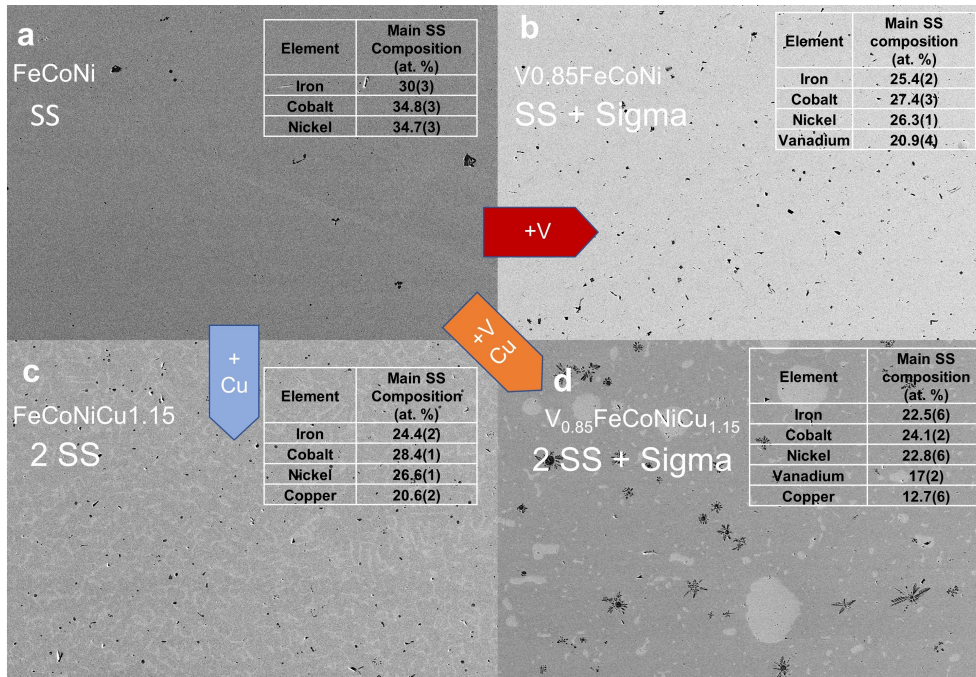 a
FeCoNi
SS
Element Main SS Composition (at. %)
Iron 30(3)
Cobalt 34.8(3)
Nickel 34.7(3)
b
V0.85FeCoNi
SS + Sigma
Element Main SS composition (at. %)
Iron 25.4(2)
Cobalt 27.4(3)
Nickel 26.3(1)
Vanadium 20.9(4)
+V
+
Cu
+V
Cu
c
FeCoNiCu1.15
2 SS
Element Main SS Composition (at. %)
Iron 24.4(2)
Cobalt 28.4(1)
Nickel 26.6(1)
Copper 20.6(2)
d
V₀.₈₅FeCoNiCu₁.₁₅
2 SS + Sigma
Element Main SS composition (at. %)
Iron 22.5(6)
Cobalt 24.1(2)
Nickel 22.8(6)
Vanadium 17(2)
Copper 12.7(6)